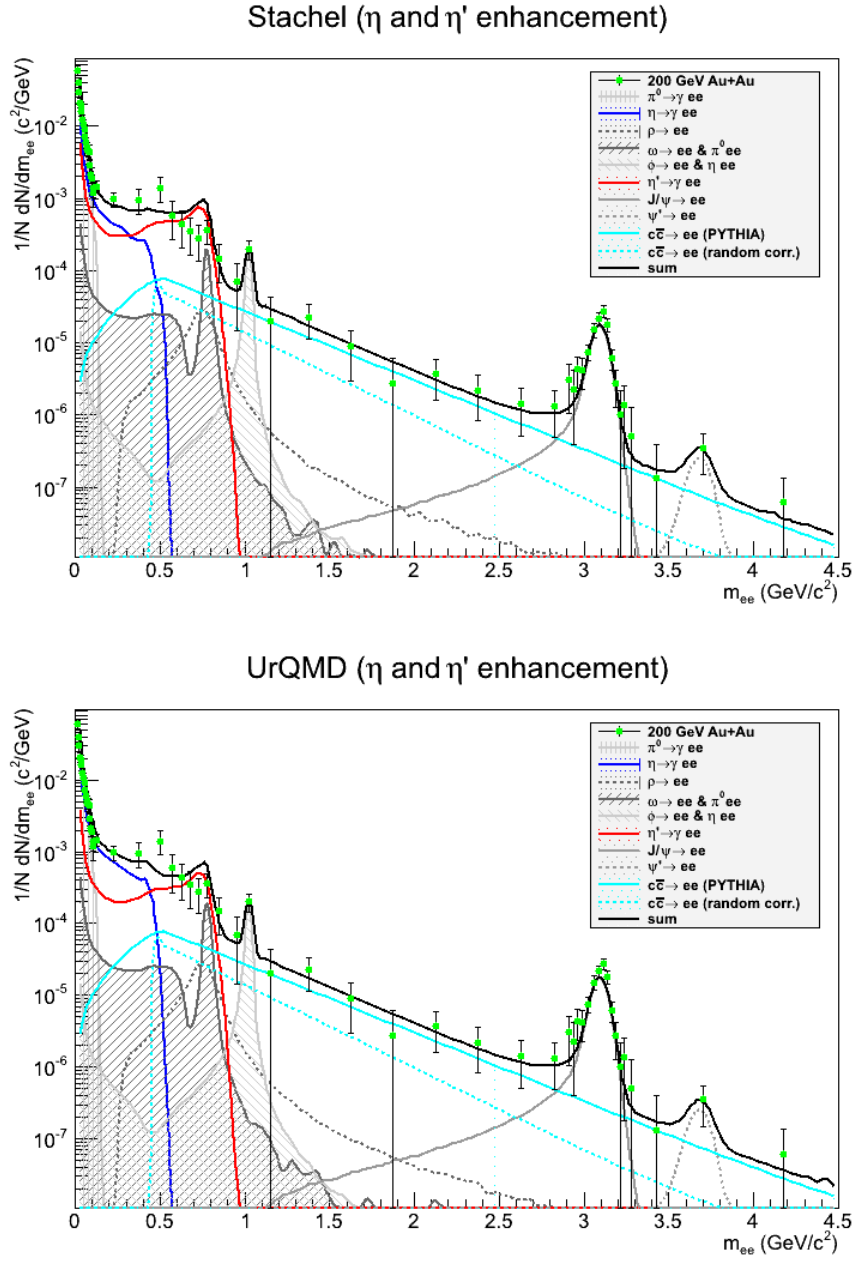 Stachel (η and η' enhancement)
1/N dN/dm_ee (c²/GeV)
10⁻²
10⁻³
10⁻⁴
10⁻⁵
10⁻⁶
10⁻⁷
200 GeV Au+Au
π⁰→γ ee
η→γ ee
ρ→ ee
ω→ ee & π⁰ee
ϕ→ ee & η ee
η'→γ ee
J/ψ→ ee
ψ'→ ee
cc̅→ ee (PYTHIA)
cc̅→ ee (random corr.)
sum
0 0.5 1 1.5 2 2.5 3 3.5 4 4.5
m_ee (GeV/c²)
UrQMD (η and η' enhancement)
1/N dN/dm_ee (c²/GeV)
10⁻²
10⁻³
10⁻⁴
10⁻⁵
10⁻⁶
10⁻⁷
200 GeV Au+Au
π⁰→γ ee
η→γ ee
ρ→ ee
ω→ ee & π⁰ee
ϕ→ ee & η ee
η'→γ ee
J/ψ→ ee
ψ'→ ee
cc̅→ ee (PYTHIA)
cc̅→ ee (random corr.)
sum
0 0.5 1 1.5 2 2.5 3 3.5 4 4.5
m_ee (GeV/c²)